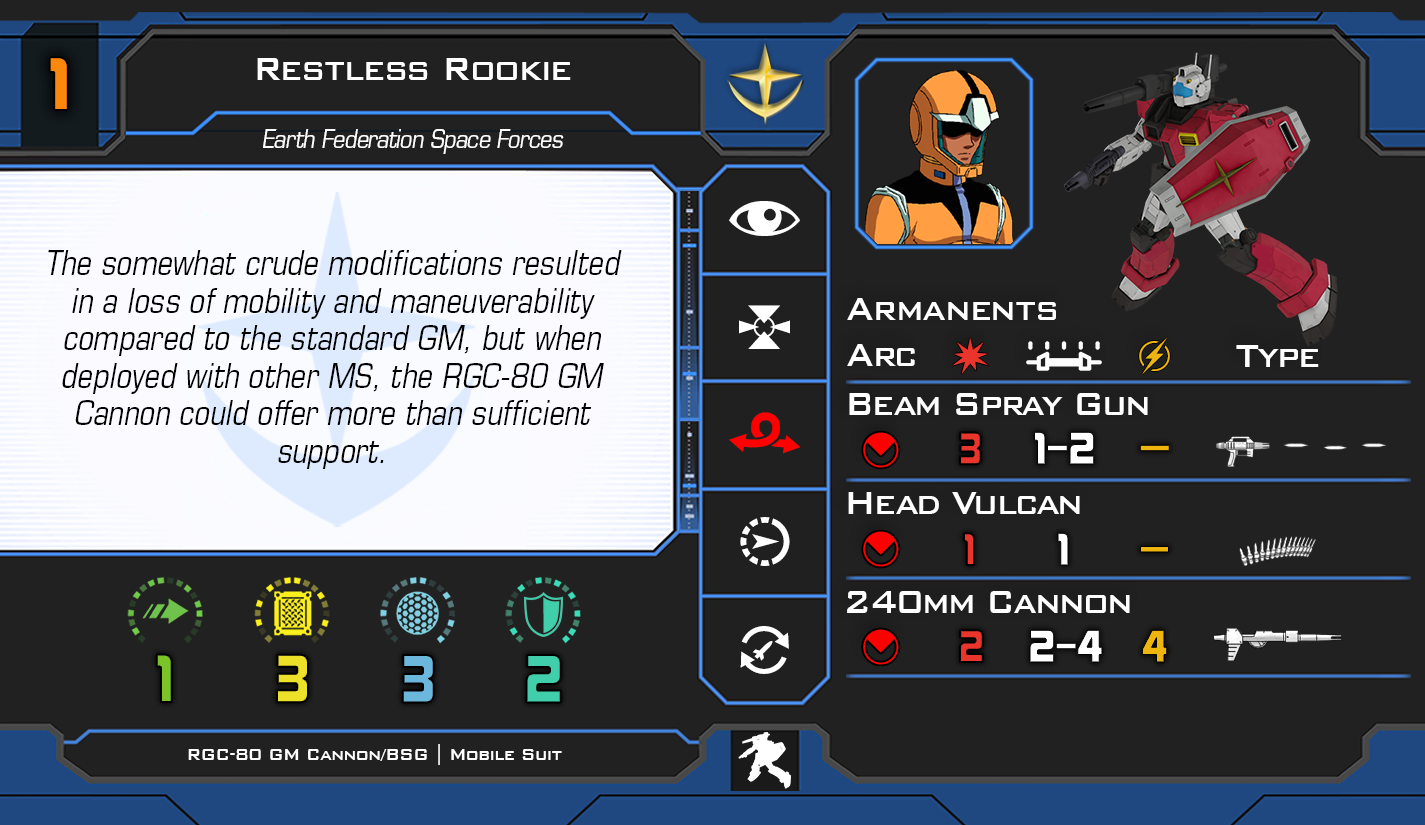 1
Restless Rookie
Earth Federation Space Forces
The somewhat crude modifications resulted
in a loss of mobility and maneuverability
compared to the standard GM, but when
deployed with other MS, the RGC-80 GM
Cannon could offer more than sufficient
support.
1 3 3 2
RGC-80 GM Cannon/BSG | Mobile Suit
Armanents
Arc Type
Beam Spray Gun
3 1-2 –
Head Vulcan
1 1 –
240mm Cannon
2 2-4 4